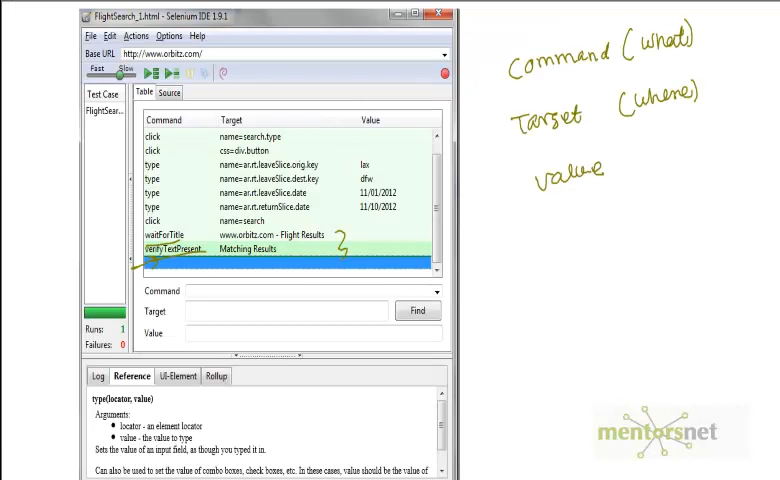 FlightSearch_1.html - Selenium IDE 1.9.1
File Edit Actions Options Help
Base URL http://www.orbitz.com/
Fast Slow
Test Case
FlightSear...
Table Source
Command Target Value
click name=search.type
click css=div.button
type name=ar.rt.leaveSlice.orig.key lax
type name=ar.rt.leaveSlice.dest.key dfw
type name=ar.rt.leaveSlice.date 11/01/2012
type name=ar.rt.returnSlice.date 11/10/2012
click name=search
waitForTitle www.orbitz.com - Flight Results
verifyTextPresent Matching Results
Command
Target Find
Value
Runs: 1
Failures: 0
Log Reference UI-Element Rollup
type(locator, value)
Arguments:
locator - an element locator
value - the value to type
Sets the value of an input field, as though you typed it in.
Can also be used to set the value of combo boxes, check boxes, etc. In these cases, value should be the value of
Command (what)
Target (where)
value
mentorsnet